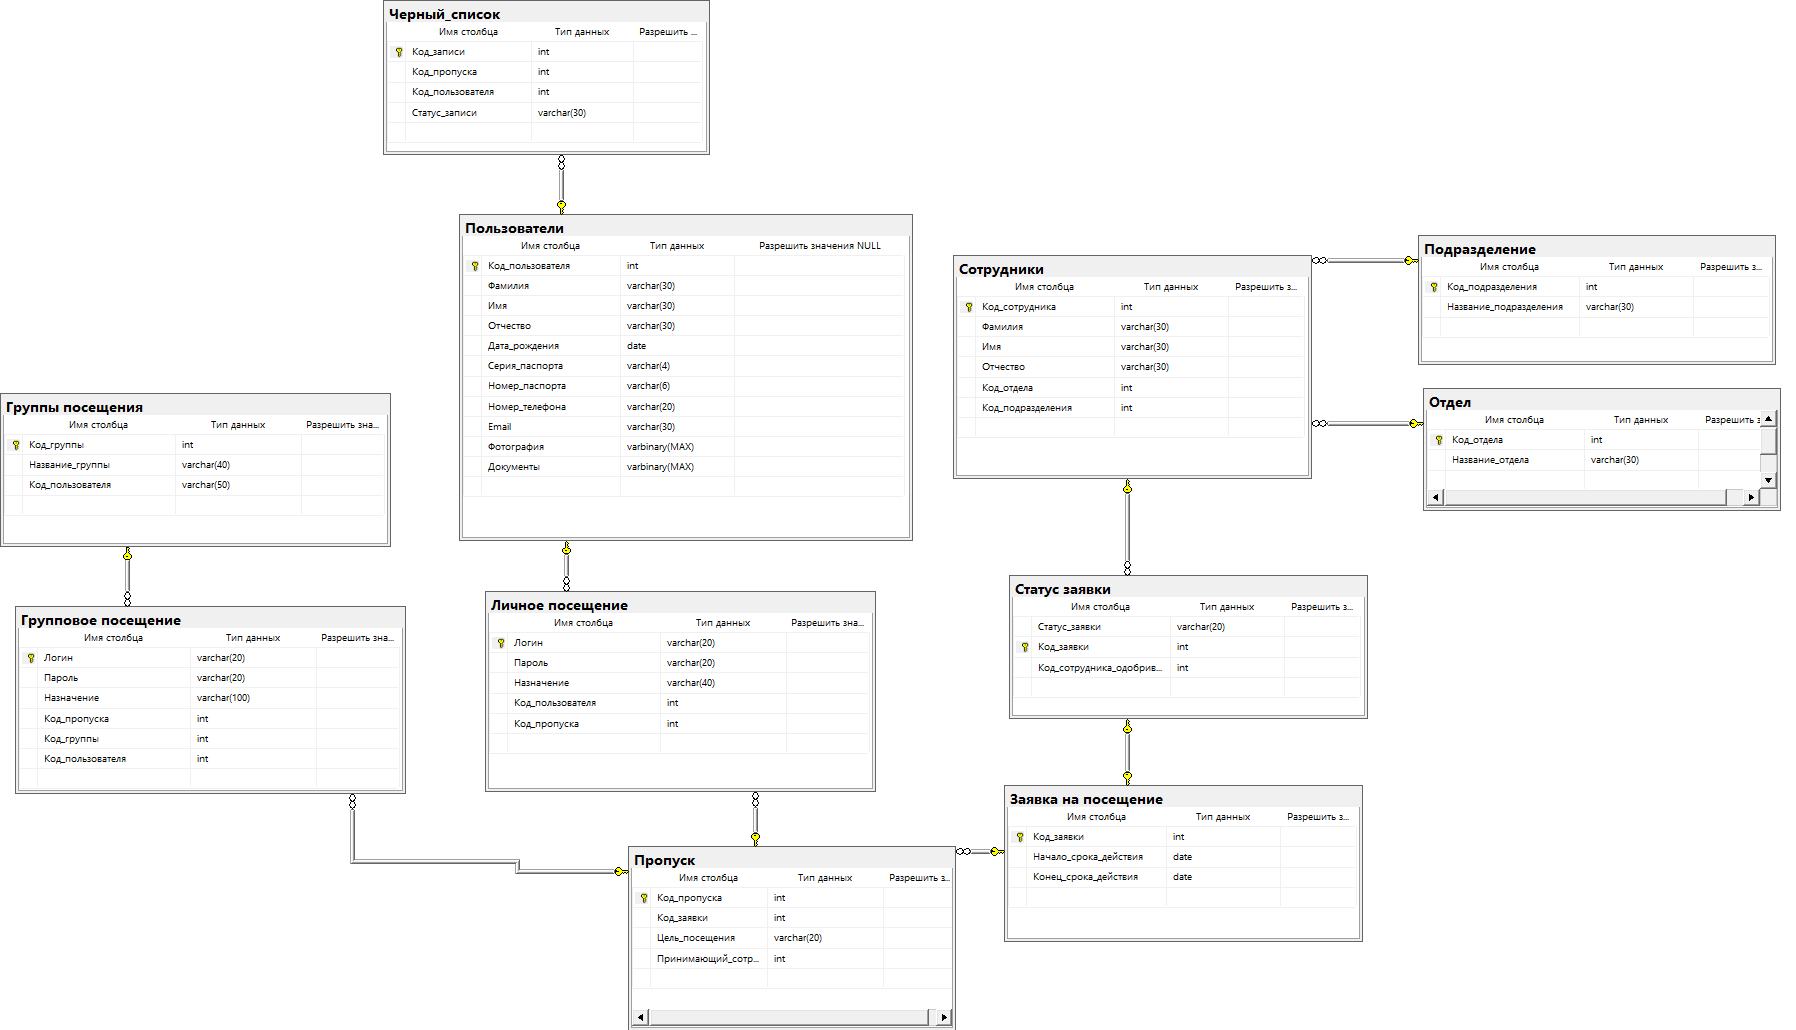 Черный_список
Имя столбца Тип данных Разрешить ...
Код_записи int
Код_пропуска int
Код_пользователя int
Статус_записи varchar(30)
Пользователи
Имя столбца Тип данных Разрешить значения NULL
Код_пользователя int
Фамилия varchar(30)
Имя varchar(30)
Отчество varchar(30)
Дата_рождения date
Серия_паспорта varchar(4)
Номер_паспорта varchar(6)
Номер_телефона varchar(20)
Email varchar(30)
Фотография varbinary(MAX)
Документы varbinary(MAX)
Сотрудники
Имя столбца Тип данных Разрешить з...
Код_сотрудника int
Фамилия varchar(30)
Имя varchar(30)
Отчество varchar(30)
Код_отдела int
Код_подразделения int
Подразделение
Имя столбца Тип данных Разрешить з...
Код_подразделения int
Название_подразделения varchar(30)
Отдел
Имя столбца Тип данных Разрешить з
Код_отдела int
Название_отдела varchar(30)
Группы посещения
Имя столбца Тип данных Разрешить зна...
Код_группы int
Название_группы varchar(40)
Код_пользователя varchar(50)
Групповое посещение
Имя столбца Тип данных Разрешить зна...
Логин varchar(20)
Пароль varchar(20)
Назначение varchar(100)
Код_пропуска int
Код_группы int
Код_пользователя int
Личное посещение
Имя столбца Тип данных Разрешить зна...
Логин varchar(20)
Пароль varchar(20)
Назначение varchar(40)
Код_пользователя int
Код_пропуска int
Статус заявки
Имя столбца Тип данных Разрешить з...
Статус_заявки varchar(20)
Код_заявки int
Код_сотрудника_одобрив... int
Заявка на посещение
Имя столбца Тип данных Разрешить з...
Код_заявки int
Начало_срока_действия date
Конец_срока_действия date
Пропуск
Имя столбца Тип данных Разрешить з...
Код_пропуска int
Код_заявки int
Цель_посещения varchar(20)
Принимающий_сотр... int